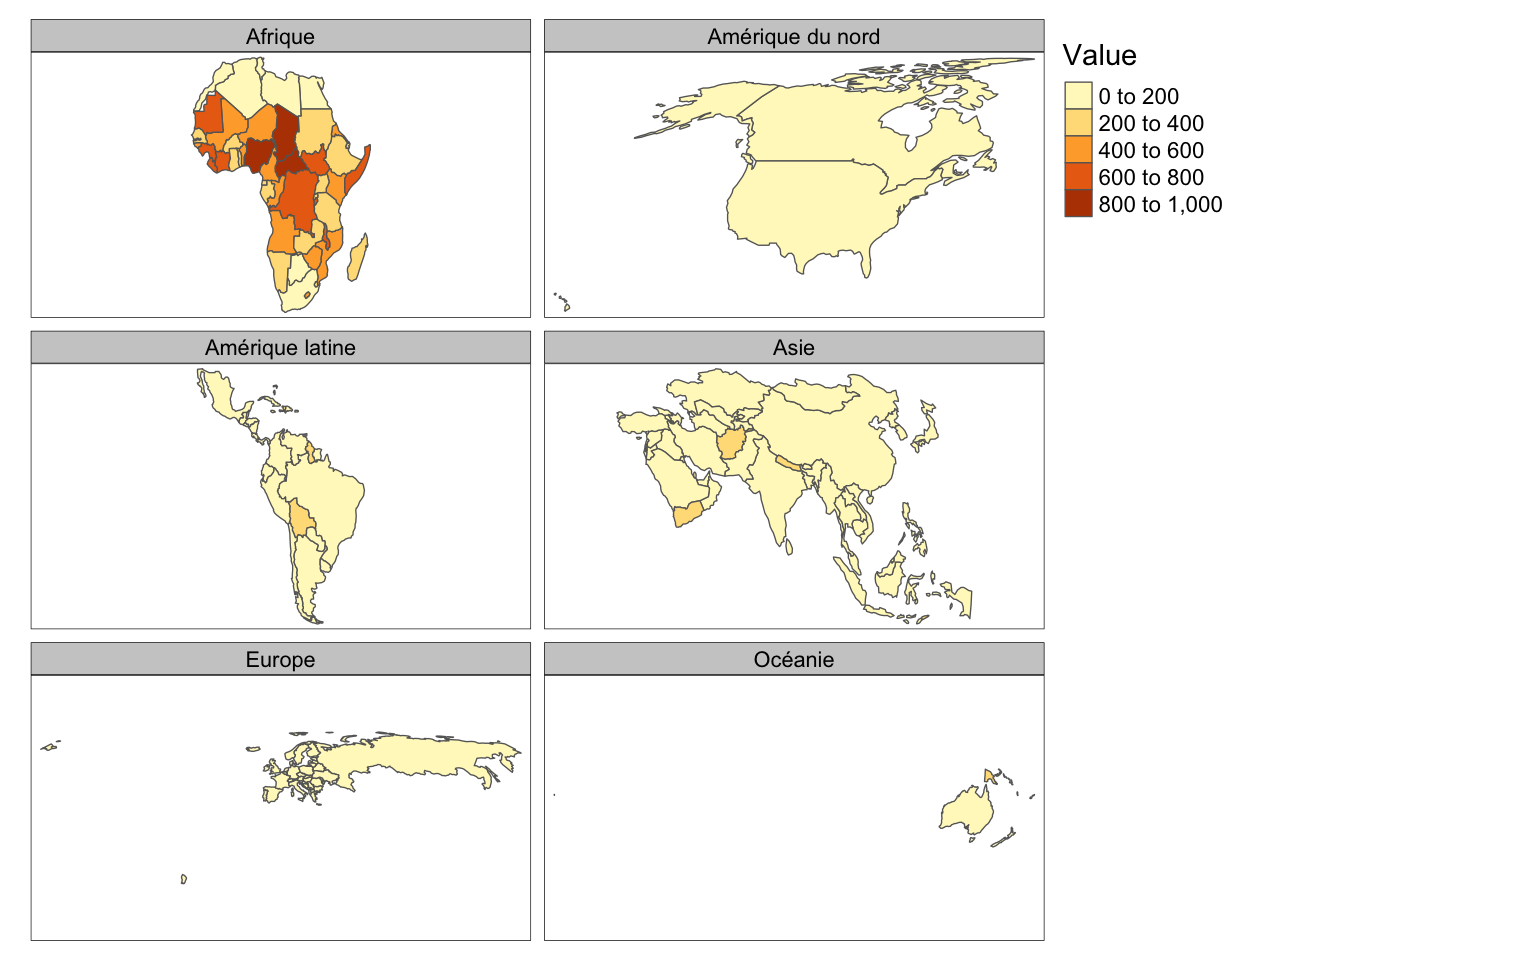 Afrique
Amérique du nord
Value
0 to 200
200 to 400
400 to 600
600 to 800
800 to 1,000
Amérique latine
Asie
Europe
Océanie